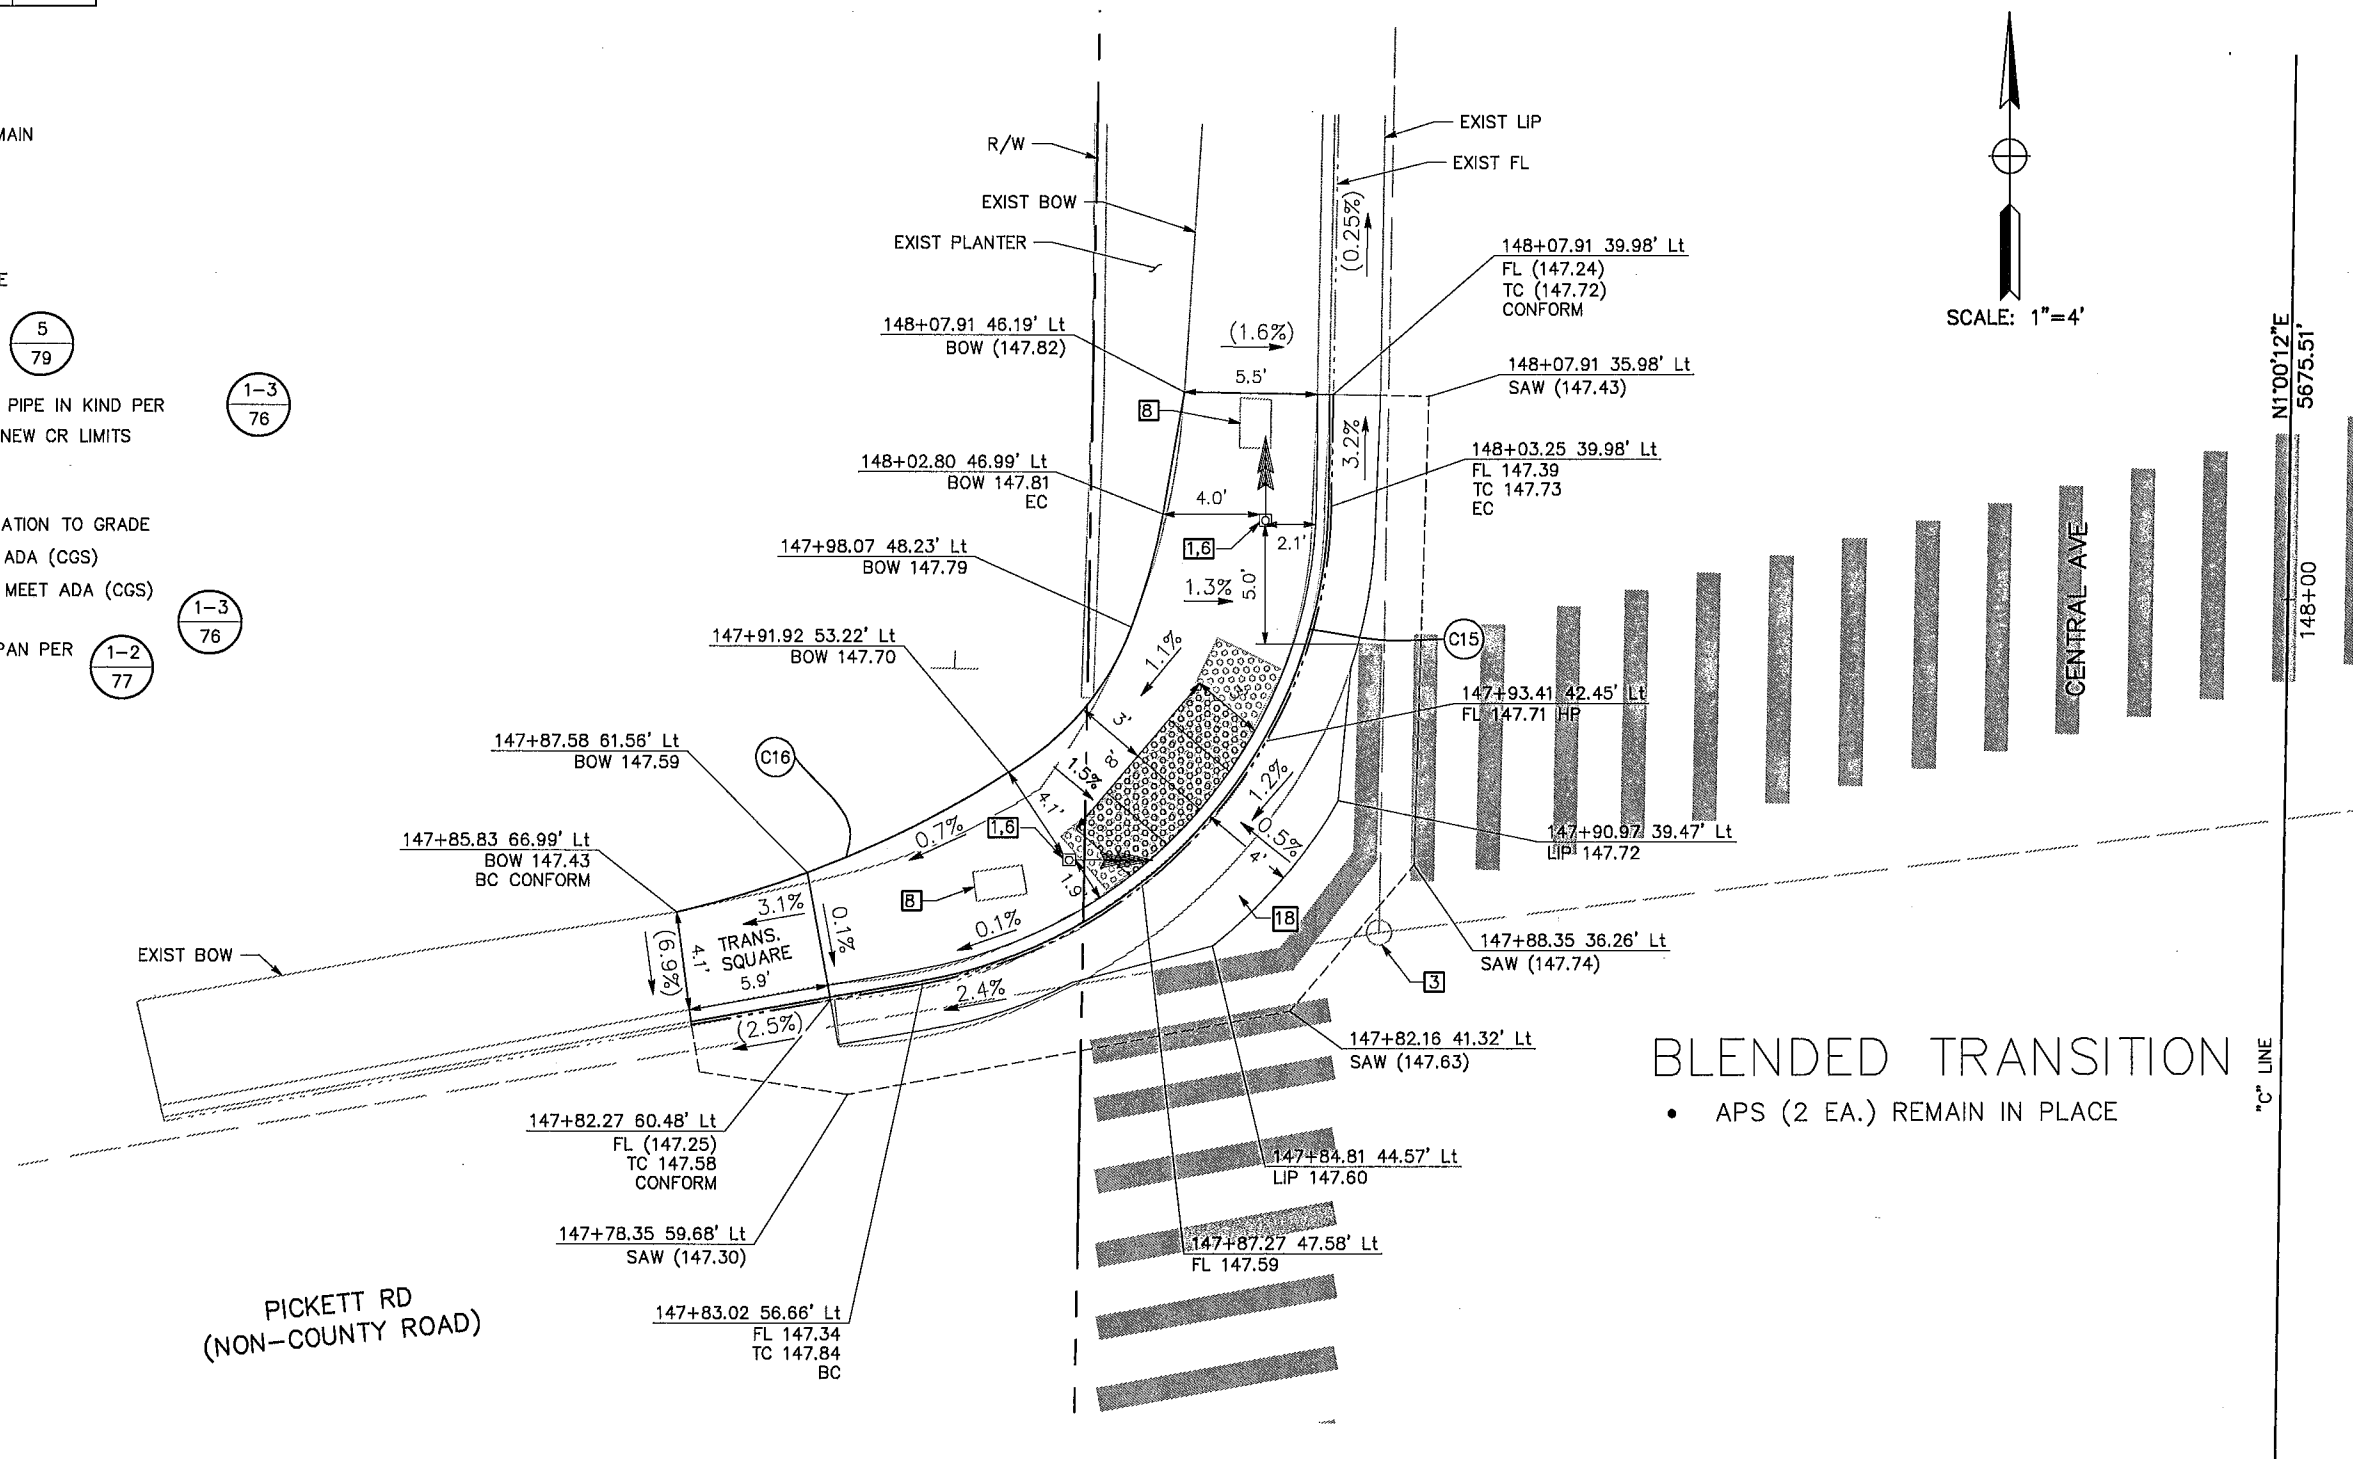 MAIN
E
5
79
PIPE IN KIND PER
NEW CR LIMITS
1-3
76
ATION TO GRADE
ADA (CGS)
MEET ADA (CGS)
1-3
76
PAN PER
1-2
77
R/W
EXIST BOW
EXIST PLANTER
EXIST LIP
EXIST FL
(0.25%)
148+07.91 39.98' Lt
FL (147.24)
TC (147.72)
CONFORM
SCALE: 1"=4'
N1°00'12"E
5675.51'
148+07.91 46.19' Lt
BOW (147.82)
(1.6%)
5.5'
148+07.91 35.98' Lt
SAW (147.43)
8
3.2%
148+02.80 46.99' Lt
BOW 147.81
EC
4.0'
148+03.25 39.98' Lt
FL 147.39
TC 147.73
EC
1,6
2.1'
147+98.07 48.23' Lt
BOW 147.79
1.3%
5.0'
CENTRAL AVE
148+00
147+91.92 53.22' Lt
BOW 147.70
1.1%
C15
147+93.41 42.45' Lt
FL 147.71 HP
3'
8'
147+87.58 61.56' Lt
BOW 147.59
C16
1.5%
4.1'
1.2%
0.7%
1,6
0.5%
4'
147+90.97 39.47' Lt
LIP 147.72
147+85.83 66.99' Lt
BOW 147.43
BC CONFORM
1.9'
8
3.1%
0.1%
0.1%
18
EXIST BOW
(6.9%)
4.1'
TRANS.
SQUARE
5.9'
147+88.35 36.26' Lt
SAW (147.74)
3
2.4%
(2.5%)
147+82.16 41.32' Lt
SAW (147.63)
BLENDED TRANSITION
• APS (2 EA.) REMAIN IN PLACE
"C" LINE
147+82.27 60.48' Lt
FL (147.25)
TC 147.58
CONFORM
147+84.81 44.57' Lt
LIP 147.60
147+78.35 59.68' Lt
SAW (147.30)
147+87.27 47.58' Lt
FL 147.59
PICKETT RD
(NON-COUNTY ROAD)
147+83.02 56.66' Lt
FL 147.34
TC 147.84
BC